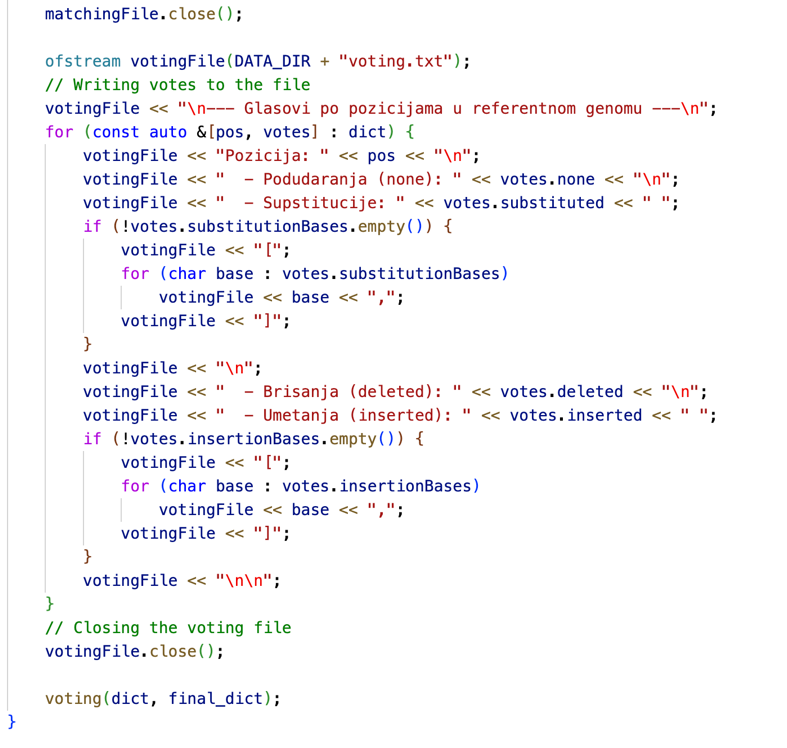 matchingFile.close();

    ofstream votingFile(DATA_DIR + "voting.txt");
    // Writing votes to the file
    votingFile << "\n--- Glasovi po pozicijama u referentnom genomu ---\n";
    for (const auto &[pos, votes] : dict) {
        votingFile << "Pozicija: " << pos << "\n";
        votingFile << "  - Podudaranja (none): " << votes.none << "\n";
        votingFile << "  - Supstitucije: " << votes.substituted << " ";
        if (!votes.substitutionBases.empty()) {
            votingFile << "[";
            for (char base : votes.substitutionBases)
                votingFile << base << ",";
            votingFile << "]";
        }
        votingFile << "\n";
        votingFile << "  - Brisanja (deleted): " << votes.deleted << "\n";
        votingFile << "  - Umetanja (inserted): " << votes.inserted << " ";
        if (!votes.insertionBases.empty()) {
            votingFile << "[";
            for (char base : votes.insertionBases)
                votingFile << base << ",";
            votingFile << "]";
        }
        votingFile << "\n\n";
    }
    // Closing the voting file
    votingFile.close();

    voting(dict, final_dict);
}